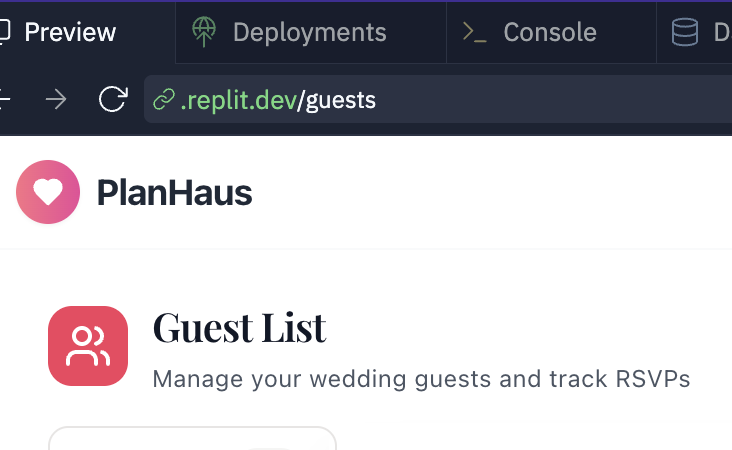 Preview Deployments Console
.replit.dev/guests
PlanHaus
Guest List
Manage your wedding guests and track RSVPs